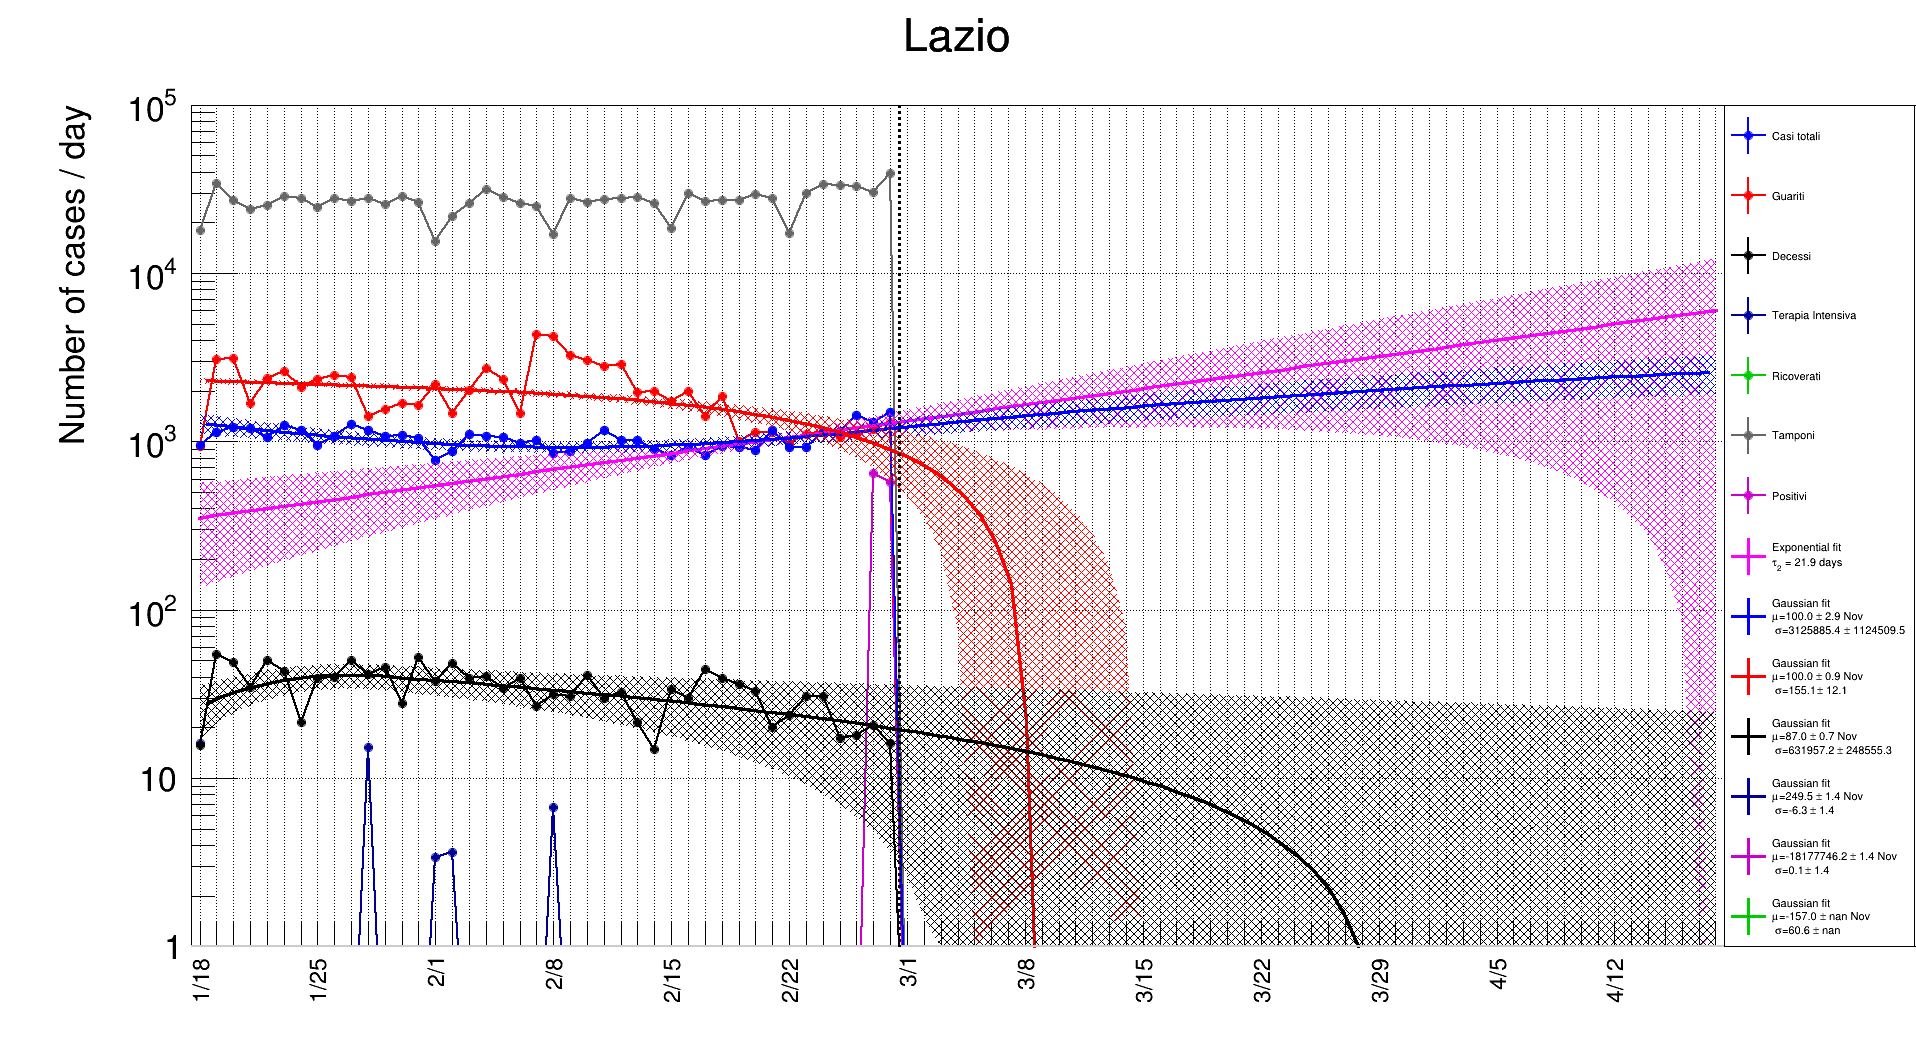 Lazio
Number of cases / day
10^5
10^4
10^3
10^2
10
1
1/18
1/25
2/1
2/8
2/15
2/22
3/1
3/8
3/15
3/22
3/29
4/5
4/12
Casi totali
Guariti
Decessi
Terapia Intensiva
Ricoverati
Tamponi
Positivi
Exponential fit
τ_2 = 21.9 days
Gaussian fit
μ=100.0 ± 2.9 Nov
σ=3125885.4 ± 1124509.5
Gaussian fit
μ=100.0 ± 0.9 Nov
σ=155.1 ± 12.1
Gaussian fit
μ=87.0 ± 0.7 Nov
σ=631957.2 ± 248555.3
Gaussian fit
μ=249.5 ± 1.4 Nov
σ=-6.3 ± 1.4
Gaussian fit
μ=-18177746.2 ± 1.4 Nov
σ=0.1 ± 1.4
Gaussian fit
μ=-157.0 ± nan Nov
σ=60.6 ± nan